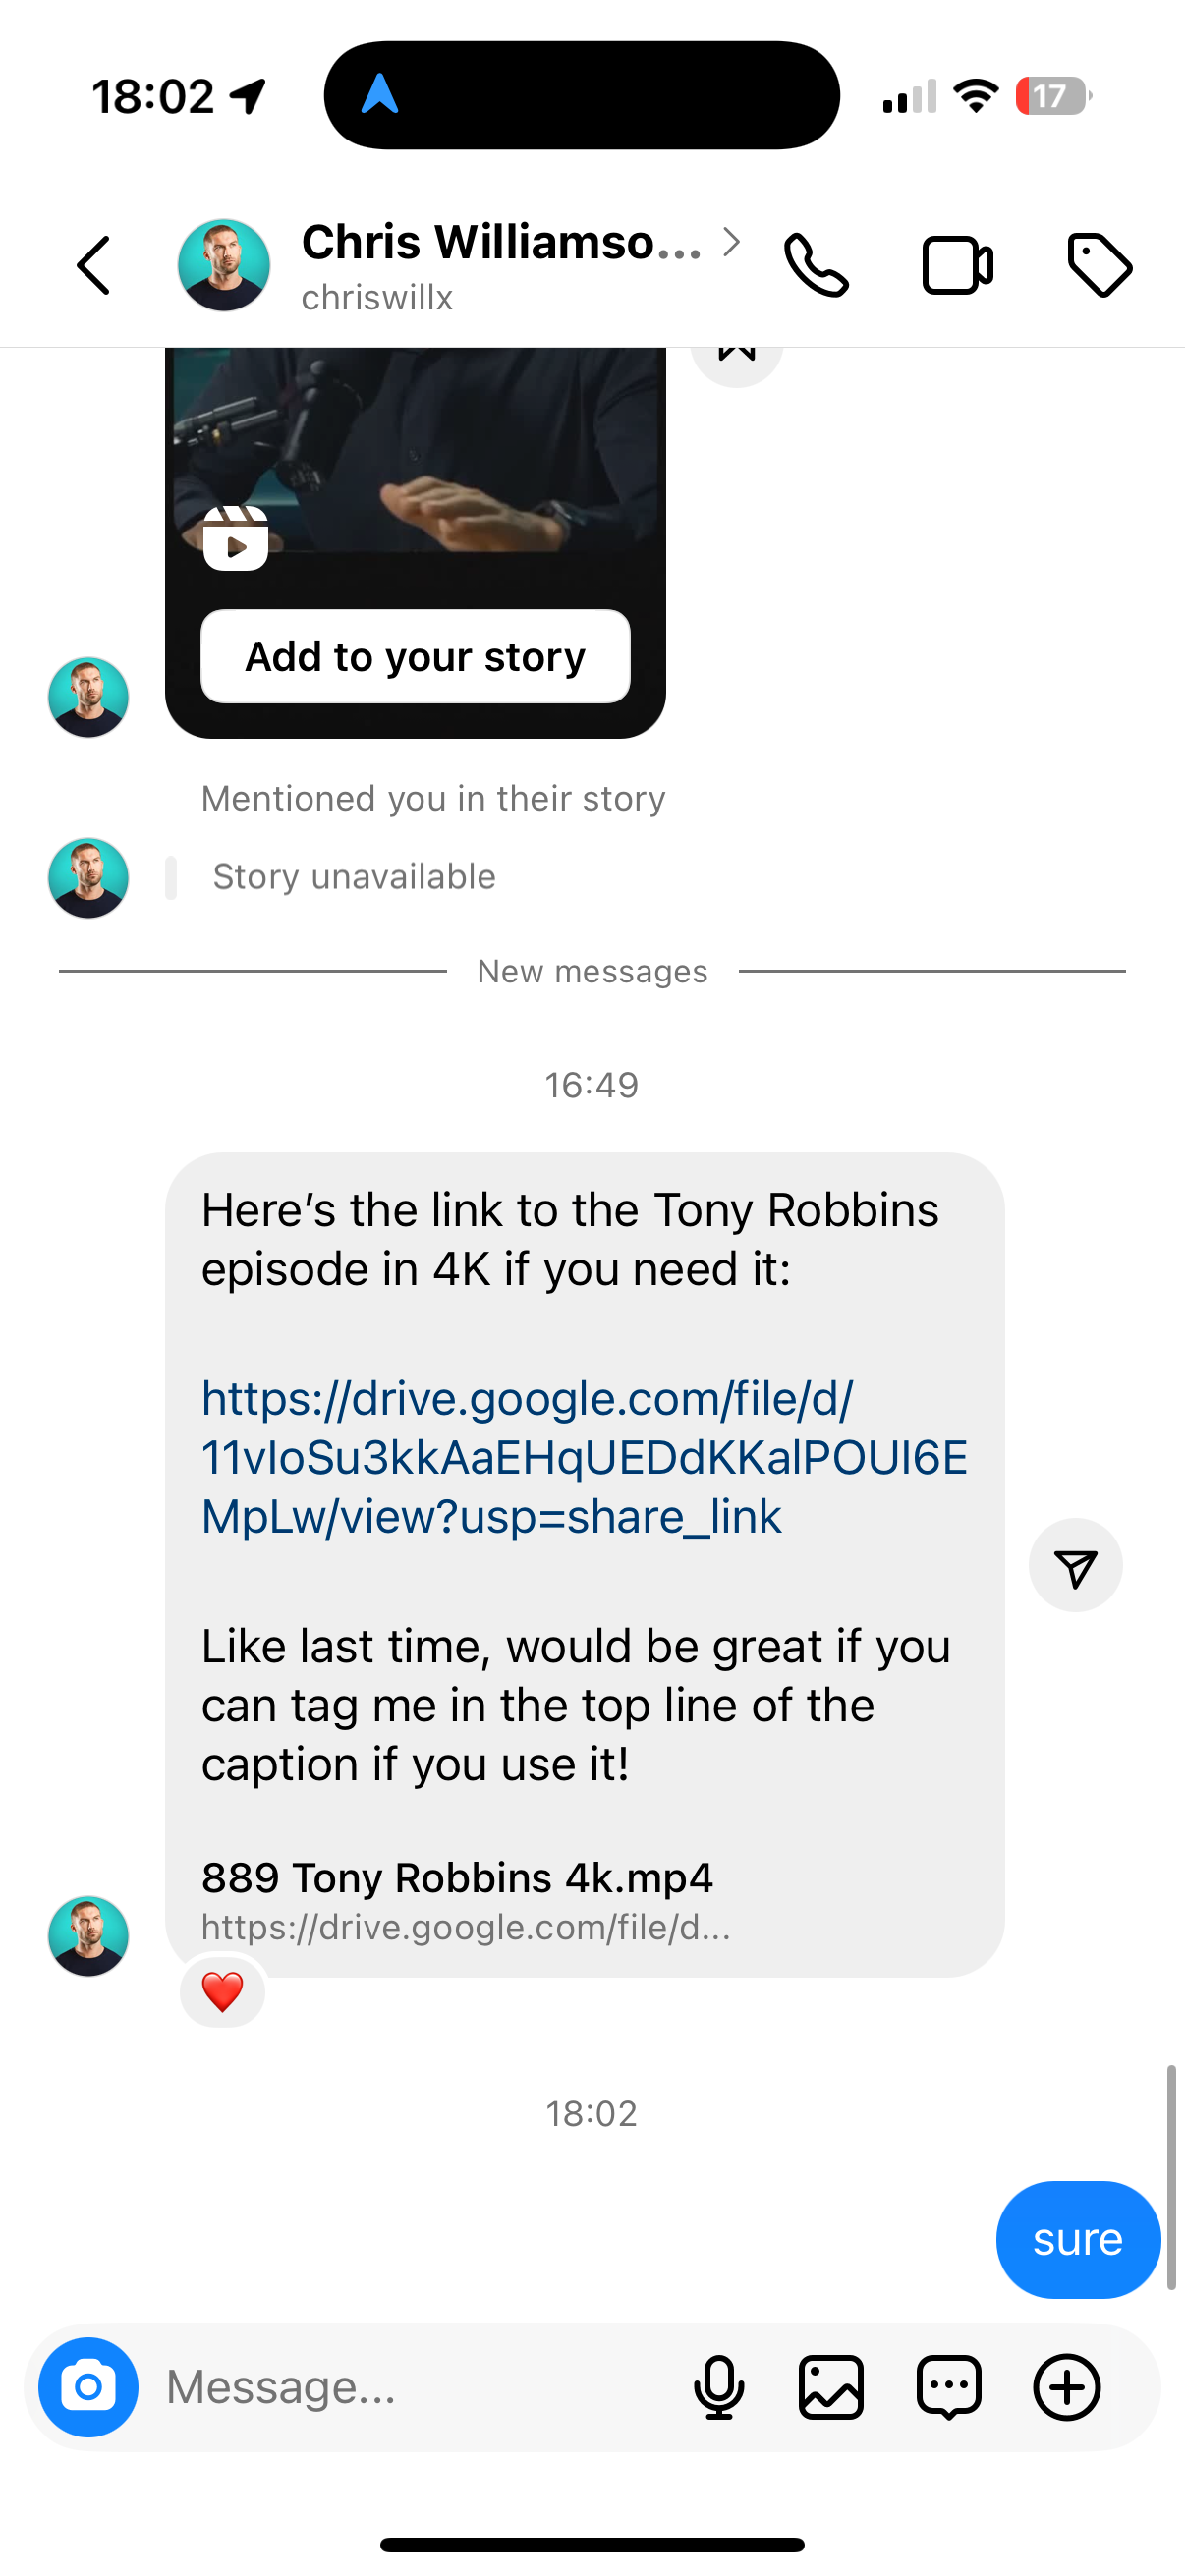 18:02
17
Chris Williamso...
chriswillx
Add to your story
Mentioned you in their story
Story unavailable
New messages
16:49
Here’s the link to the Tony Robbins
episode in 4K if you need it:
https://drive.google.com/file/d/
11vIoSu3kkAaEHqUEDdKKalPOUI6E
MpLw/view?usp=share_link
Like last time, would be great if you
can tag me in the top line of the
caption if you use it!
889 Tony Robbins 4k.mp4
https://drive.google.com/file/d...
18:02
sure
Message...